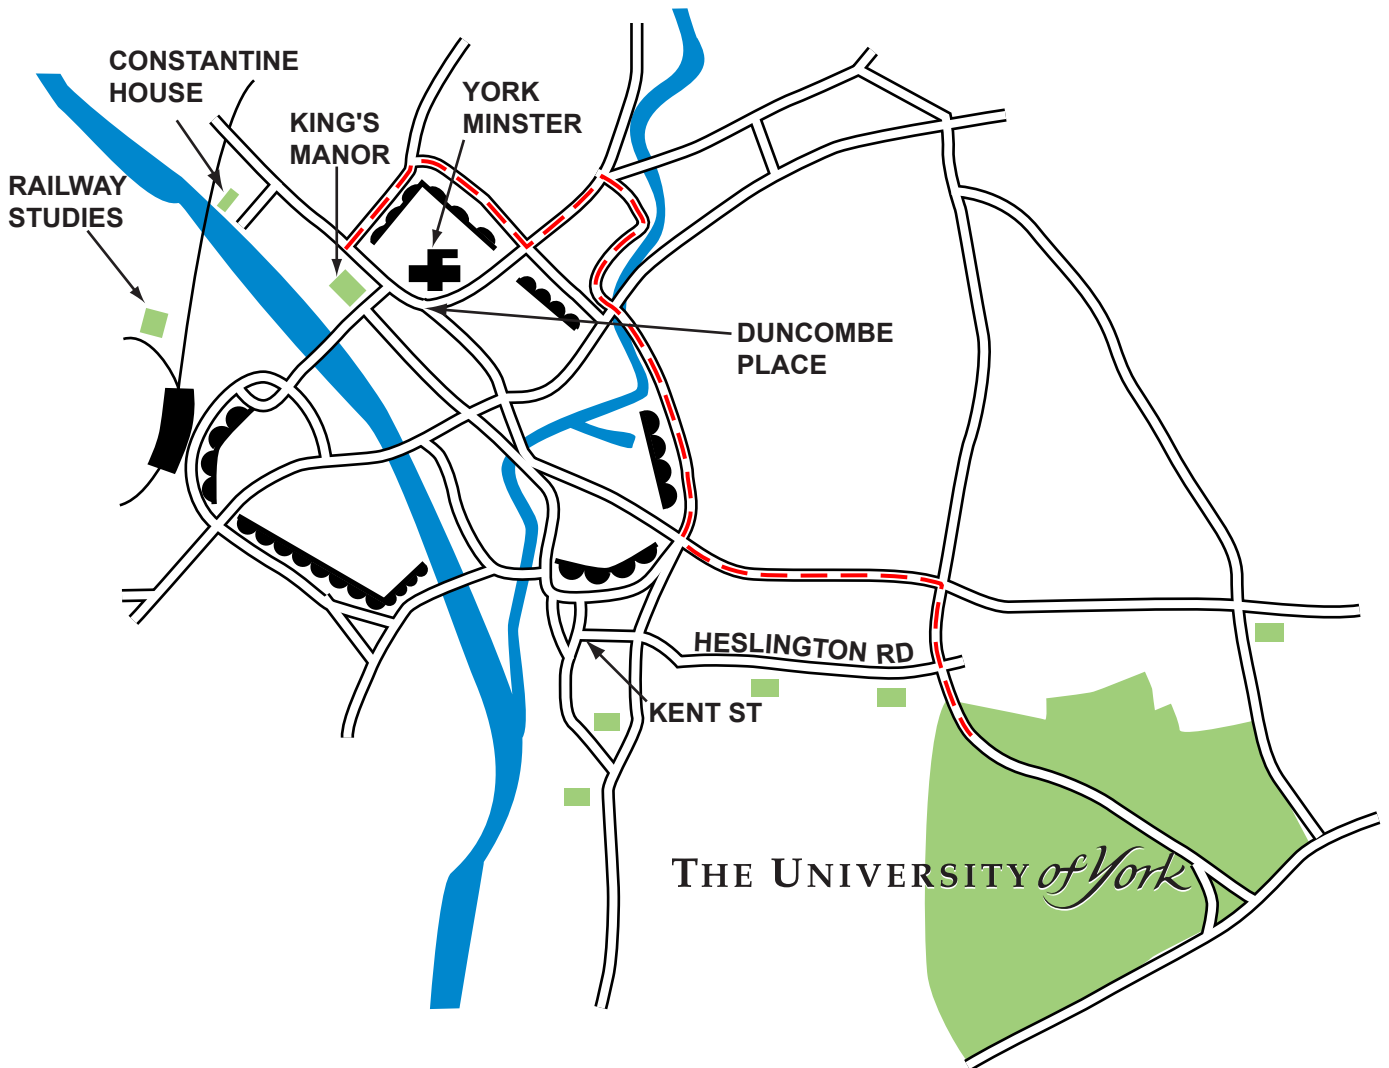 CONSTANTINE
HOUSE
YORK
MINSTER
KING'S
MANOR
RAILWAY
STUDIES
DUNCOMBE
PLACE
HESLINGTON RD
KENT ST
THE UNIVERSITY of York